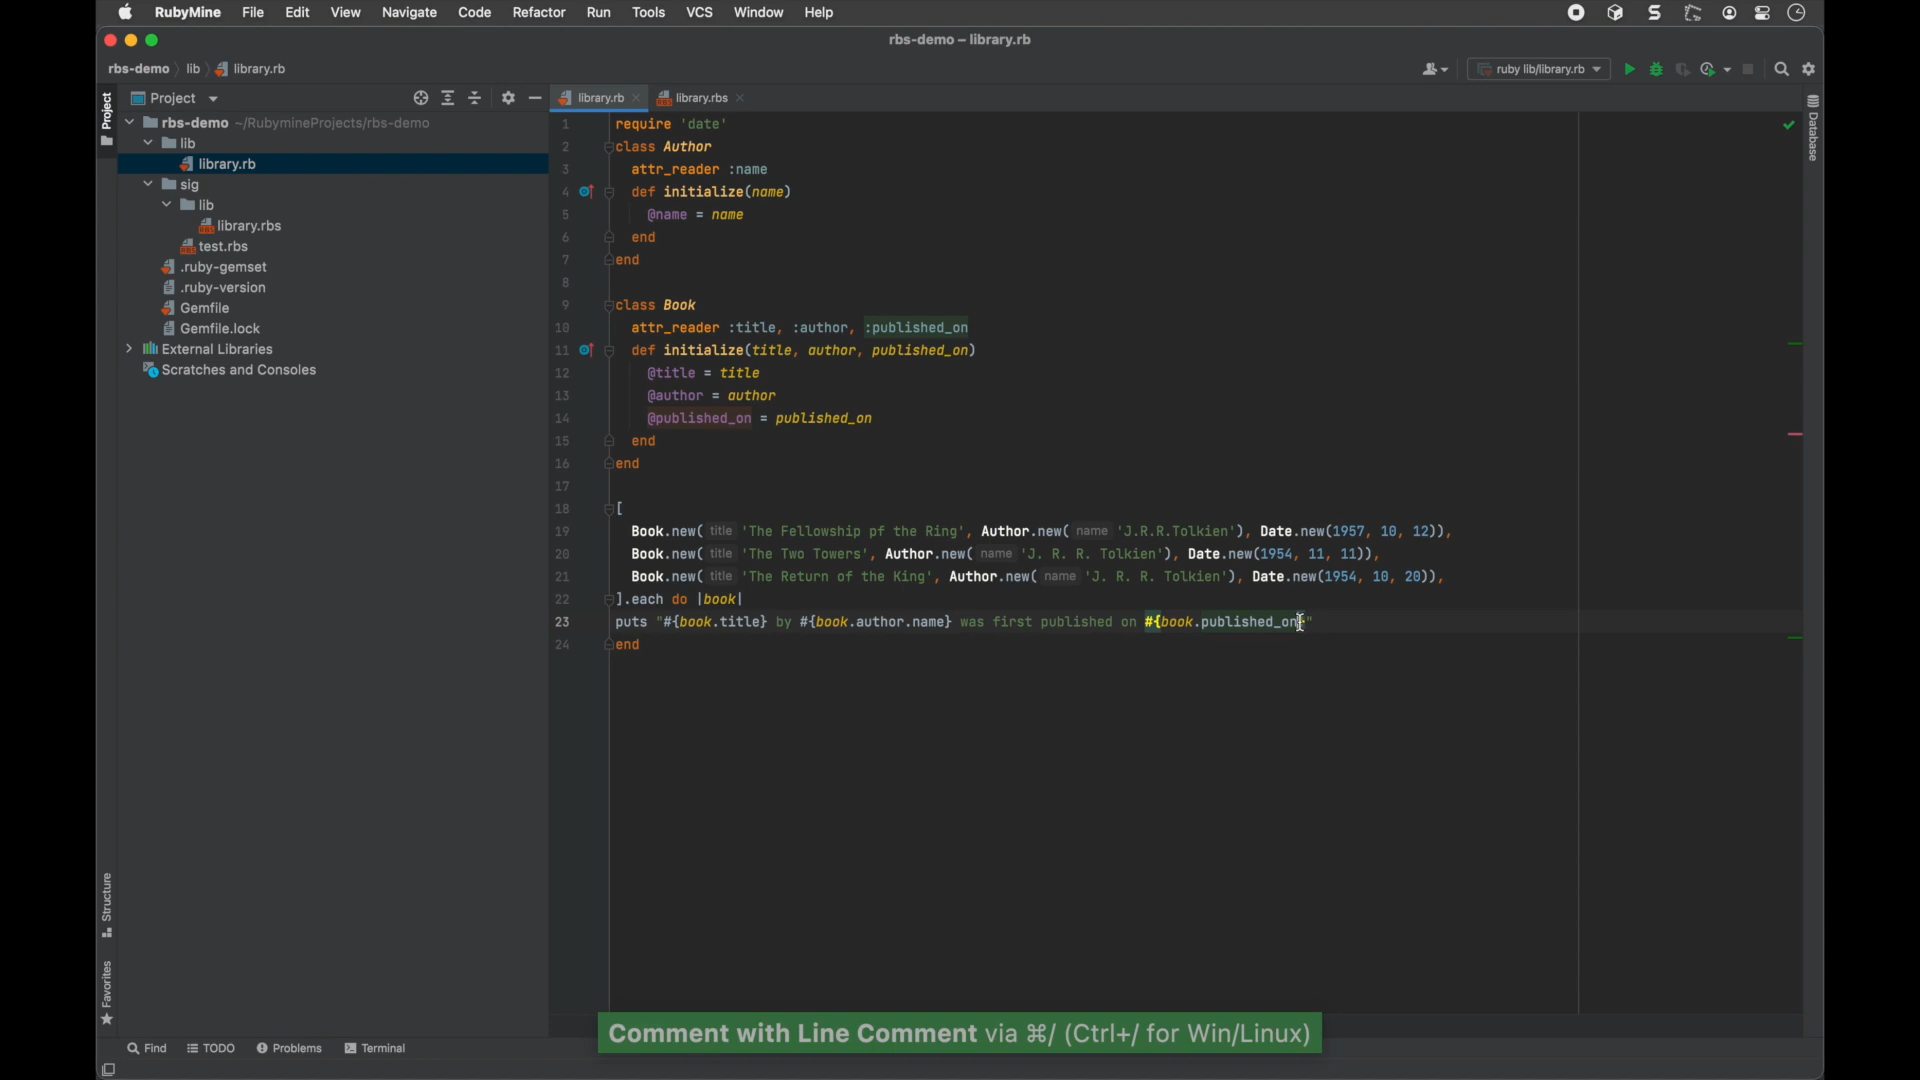 RubyMine File Edit View Navigate Code Refactor Run Tools VCS Window Help
rbs-demo – library.rb
rbs-demo lib library.rb
ruby lib/library.rb
Project
Project
library.rb
library.rbs
Database
rbs-demo ~/RubymineProjects/rbs-demo
lib
library.rb
sig
lib
library.rbs
test.rbs
.ruby-gemset
.ruby-version
Gemfile
Gemfile.lock
External Libraries
Scratches and Consoles
1 require 'date'
2 class Author
3 attr_reader :name
4 def initialize(name)
5 @name = name
6 end
7 end
8
9 class Book
10 attr_reader :title, :author, :published_on
11 def initialize(title, author, published_on)
12 @title = title
13 @author = author
14 @published_on = published_on
15 end
16 end
17
18 [
19 Book.new( title 'The Fellowship pf the Ring', Author.new( name 'J.R.R.Tolkien'), Date.new(1957, 10, 12)),
20 Book.new( title 'The Two Towers', Author.new( name 'J. R. R. Tolkien'), Date.new(1954, 11, 11)),
21 Book.new( title 'The Return of the King', Author.new( name 'J. R. R. Tolkien'), Date.new(1954, 10, 20)),
22 ].each do |book|
23 puts "#{book.title} by #{book.author.name} was first published on #{book.published_on}"
24 end
Structure
Favorites
Comment with Line Comment via ⌘/ (Ctrl+/ for Win/Linux)
Find TODO Problems Terminal